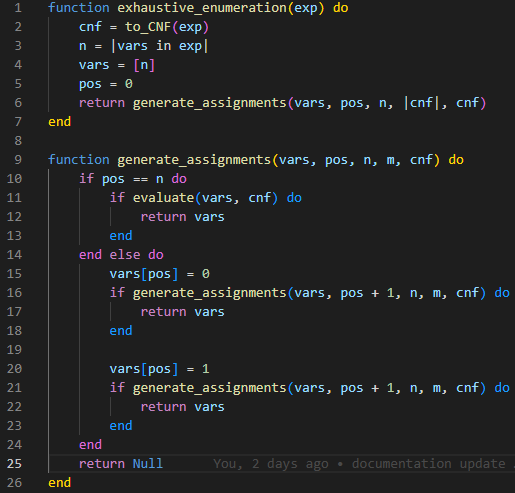 1 function exhaustive_enumeration(exp) do
2 cnf = to_CNF(exp)
3 n = |vars in exp|
4 vars = [n]
5 pos = 0
6 return generate_assignments(vars, pos, n, |cnf|, cnf)
7 end
8
9 function generate_assignments(vars, pos, n, m, cnf) do
10 if pos == n do
11 if evaluate(vars, cnf) do
12 return vars
13 end
14 end else do
15 vars[pos] = 0
16 if generate_assignments(vars, pos + 1, n, m, cnf) do
17 return vars
18 end
19
20 vars[pos] = 1
21 if generate_assignments(vars, pos + 1, n, m, cnf) do
22 return vars
23 end
24 end
25 return Null You, 2 days ago • documentation update
26 end